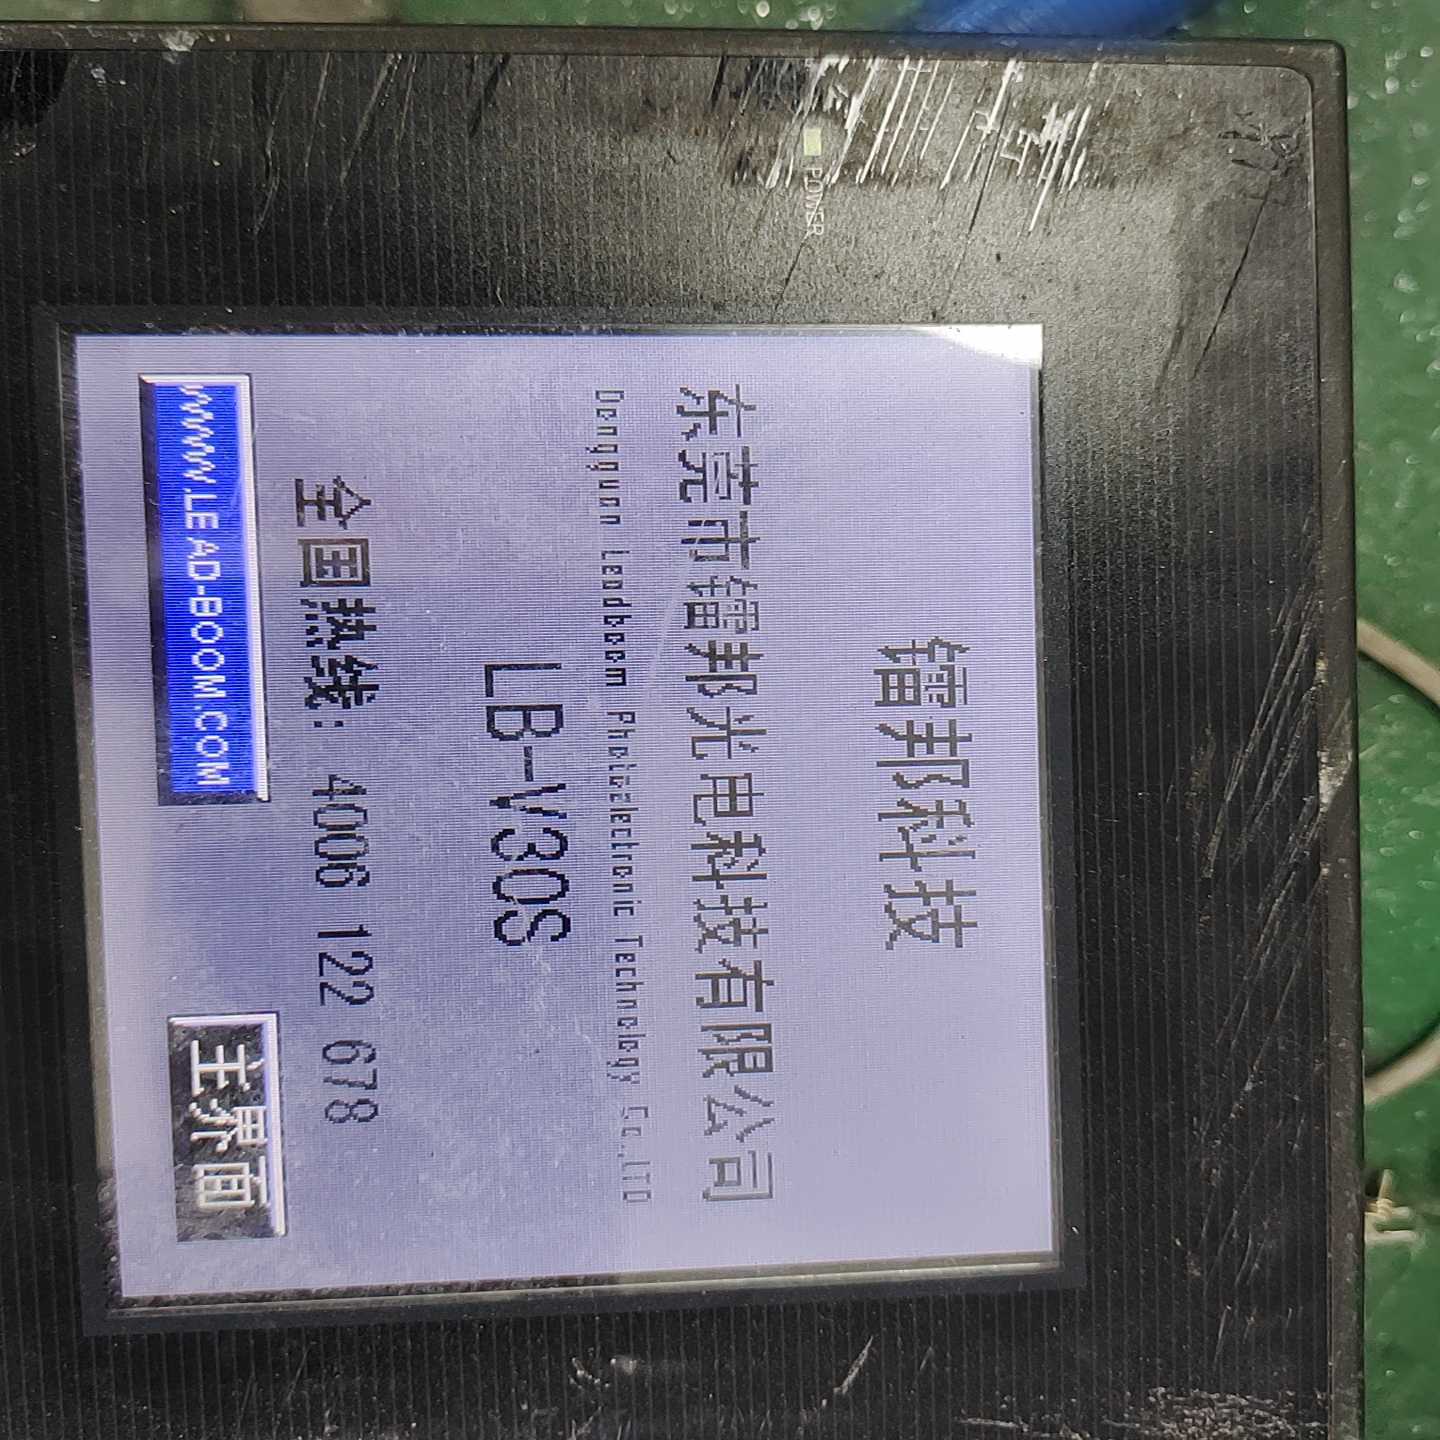 POWER
镭邦科技
东莞市镭邦光电科技有限公司
Dongguan Leadboom Photoelectronic Technology Co.,LTD
LB-V30S
全国热线：4006 122 678
WWW.LEAD-BOOM.COM
主界面